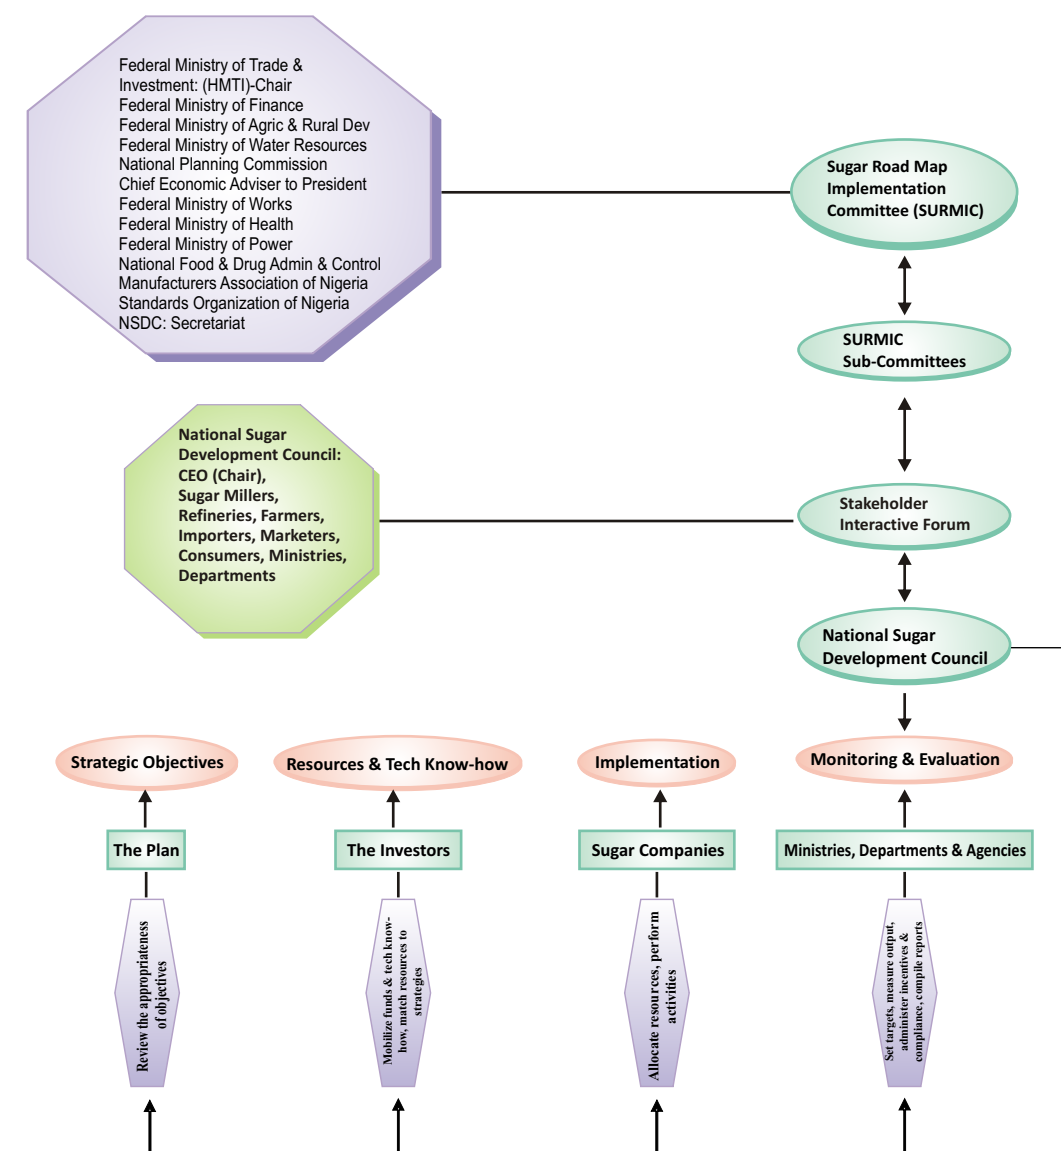 Federal Ministry of Trade &
Investment: (HMTI)-Chair
Federal Ministry of Finance
Federal Ministry of Agric & Rural Dev
Federal Ministry of Water Resources
National Planning Commission
Chief Economic Adviser to President
Federal Ministry of Works
Federal Ministry of Health
Federal Ministry of Power
National Food & Drug Admin & Control
Manufacturers Association of Nigeria
Standards Organization of Nigeria
NSDC: Secretariat
Sugar Road Map
Implementation
Committee (SURMIC)
SURMIC
Sub-Committees
National Sugar
Development Council:
CEO (Chair),
Sugar Millers,
Refineries, Farmers,
Importers, Marketers,
Consumers, Ministries,
Departments
Stakeholder
Interactive Forum
National Sugar
Development Council
Strategic Objectives
Resources & Tech Know-how
Implementation
Monitoring & Evaluation
The Plan
The Investors
Sugar Companies
Ministries, Departments & Agencies
Review the appropriateness
of objectives
Mobilize funds & tech know-
how, match resources to
strategies
Allocate resources, perform
activities
Set targets, measure output,
administer incentives &
compliance, compile reports